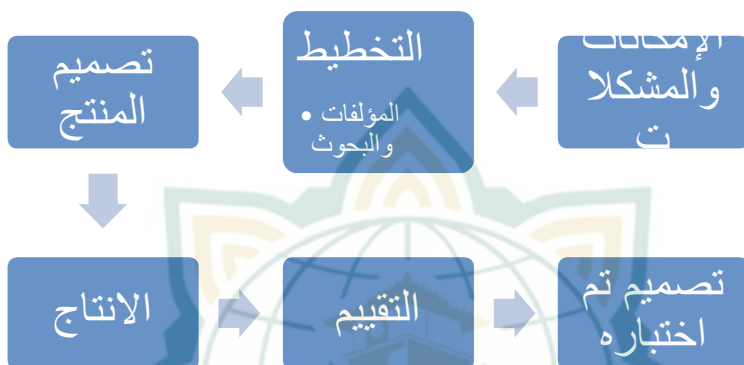 الإمكانات
والمشكلا
ت
التخطيط
• المؤلفات
والبحوث
تصميم
المنتج
الانتاج
التقييم
تصميم تم
اختباره